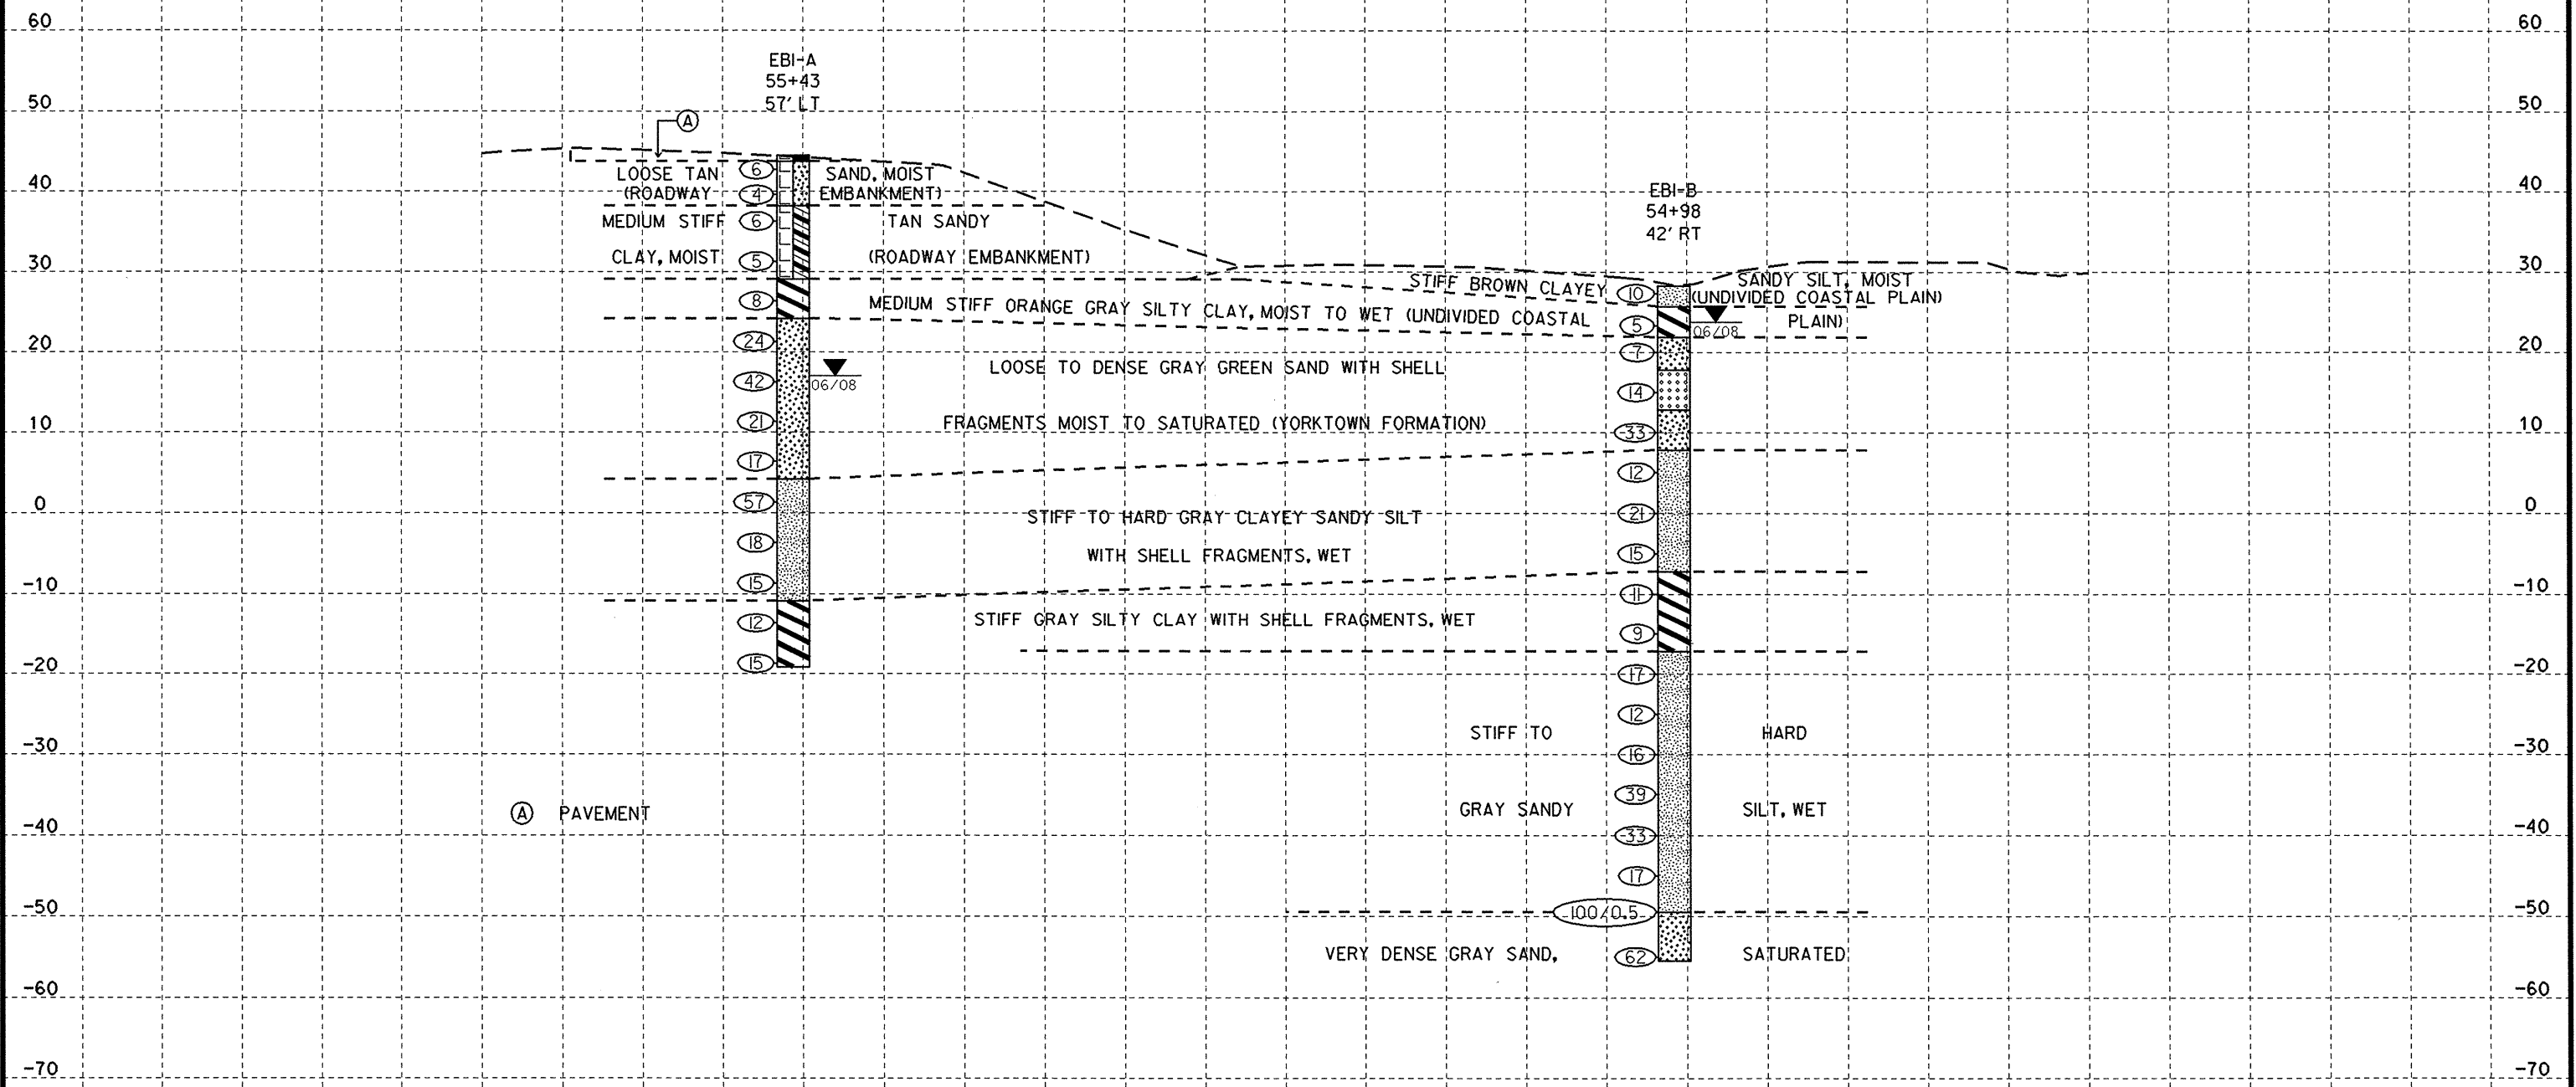 60 60
EBI-A
55+43
57' LT
50 50
A
6
LOOSE TAN SAND, MOIST
40 4 40
(ROADWAY EMBANKMENT)
EBI-B
54+98
42' RT
MEDIUM STIFF 6 TAN SANDY
CLAY, MOIST 5 (ROADWAY EMBANKMENT)
30 30
STIFF BROWN CLAYEY 10 SANDY SILT, MOIST
(UNDIVIDED COASTAL PLAIN)
8 MEDIUM STIFF ORANGE GRAY SILTY CLAY, MOIST TO WET (UNDIVIDED COASTAL 5 PLAIN)
06/08
24 7
20 20
LOOSE TO DENSE GRAY GREEN SAND WITH SHELL
42 06/08 14
21 FRAGMENTS MOIST TO SATURATED (YORKTOWN FORMATION)
10 33 10
17 12
57
0 21 0
STIFF TO HARD GRAY CLAYEY SANDY SILT
18 15
WITH SHELL FRAGMENTS, WET
-10 15 11 -10
12 STIFF GRAY SILTY CLAY WITH SHELL FRAGMENTS, WET 9
-20 15 17 -20
12
STIFF TO HARD
-30 16 -30
39
A PAVEMENT GRAY SANDY SILT, WET
-40 33 -40
17
-50 100/0.5 -50
VERY DENSE GRAY SAND, 62 SATURATED
-60 -60
-70 -70